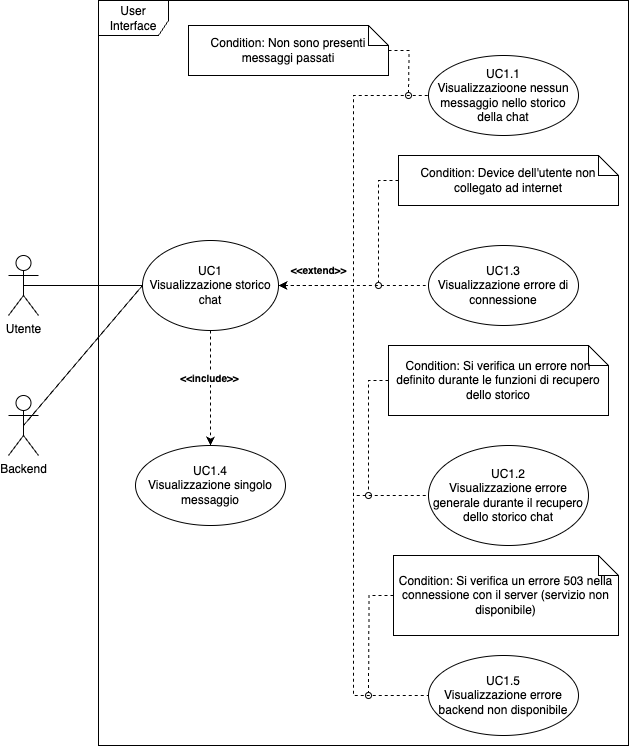 User
Interface
Condition: Non sono presenti
messaggi passati
UC1.1
Visualizzazioone nessun
messaggio nello storico
della chat
Condition: Device dell'utente non
collegato ad internet
UC1
Visualizzazione storico
chat
<<extend>>
UC1.3
Visualizzazione errore di
connessione
Utente
Condition: Si verifica un errore non
definito durante le funzioni di recupero
dello storico
<<include>>
Backend
UC1.4
Visualizzazione singolo
messaggio
UC1.2
Visualizzazione errore
generale durante il recupero
dello storico chat
Condition: Si verifica un errore 503 nella
connessione con il server (servizio non
disponibile)
UC1.5
Visualizzazione errore
backend non disponibile